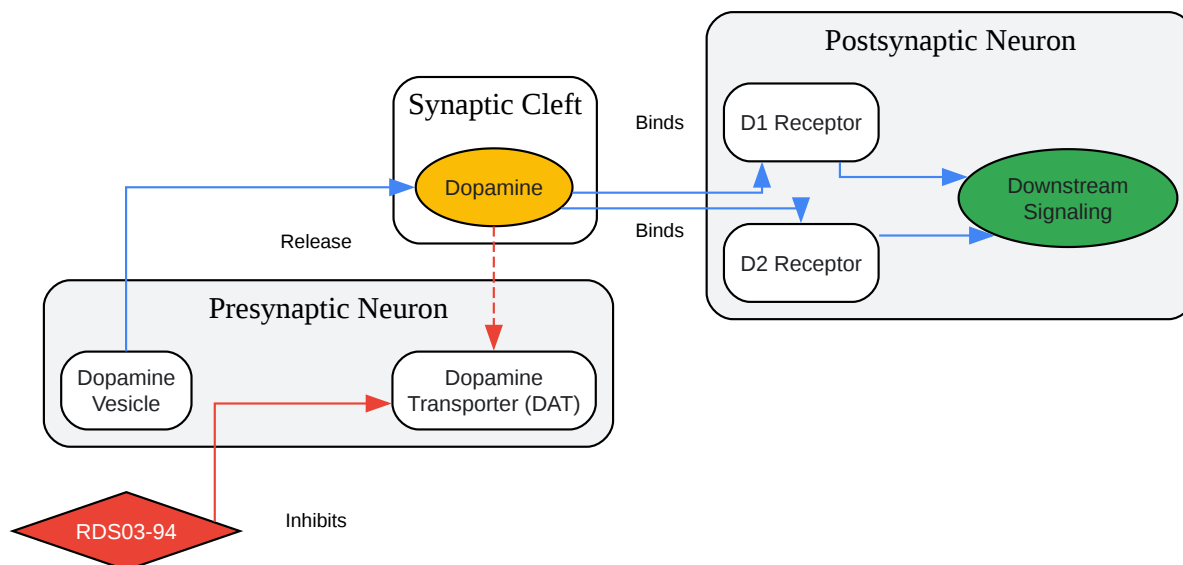 Postsynaptic Neuron
Synaptic Cleft
Binds
D1 Receptor
Dopamine
Downstream
Signaling
Release
Binds
D2 Receptor
Presynaptic Neuron
Dopamine
Vesicle
Dopamine
Transporter (DAT)
RDS03-94
Inhibits